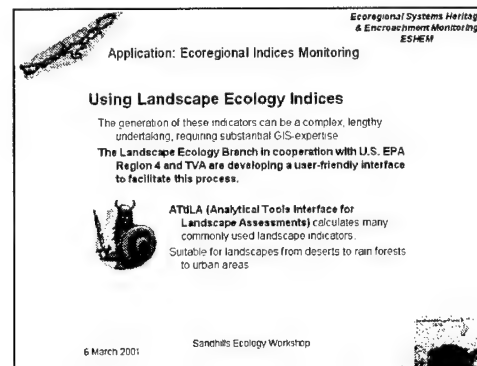 Ecoregional Systems Heritag
& Encroachment Monitoring
ESHEM
Application: Ecoregional Indices Monitoring
Using Landscape Ecology Indices
The generation of these indicators can be a complex, lengthy
undertaking, requiring substantial GIS-expertise
The Landscape Ecology Branch in cooperation with U.S. EPA
Region 4 and TVA are developing a user-friendly interface
to facilitate this process.
ATtILA (Analytical Tools Interface for
Landscape Assessments) calculates many
commonly used landscape indicators.
Suitable for landscapes from deserts to rain forests
to urban areas
6 March 2001
Sandhills Ecology Workshop